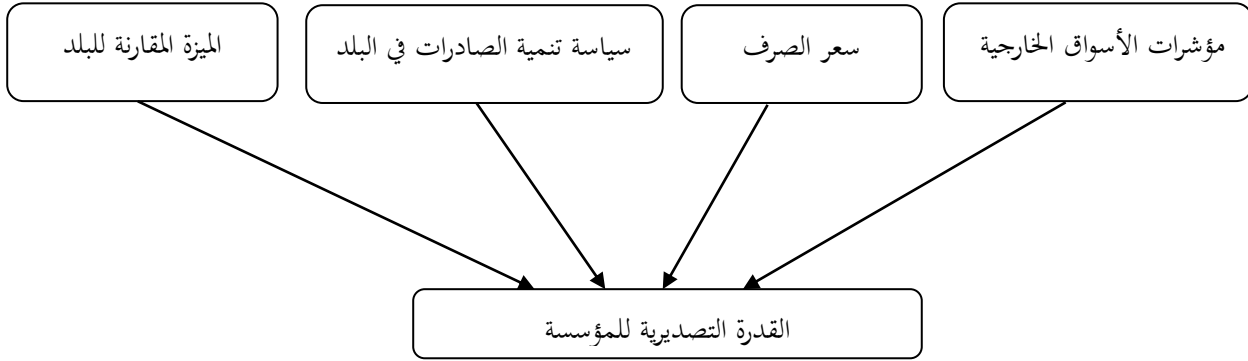 مؤشرات الأسواق الخارجية
سعر الصرف
سياسة تنمية الصادرات في البلد
الميزة المقارنة للبلد
القدرة التصديرية للمؤسسة